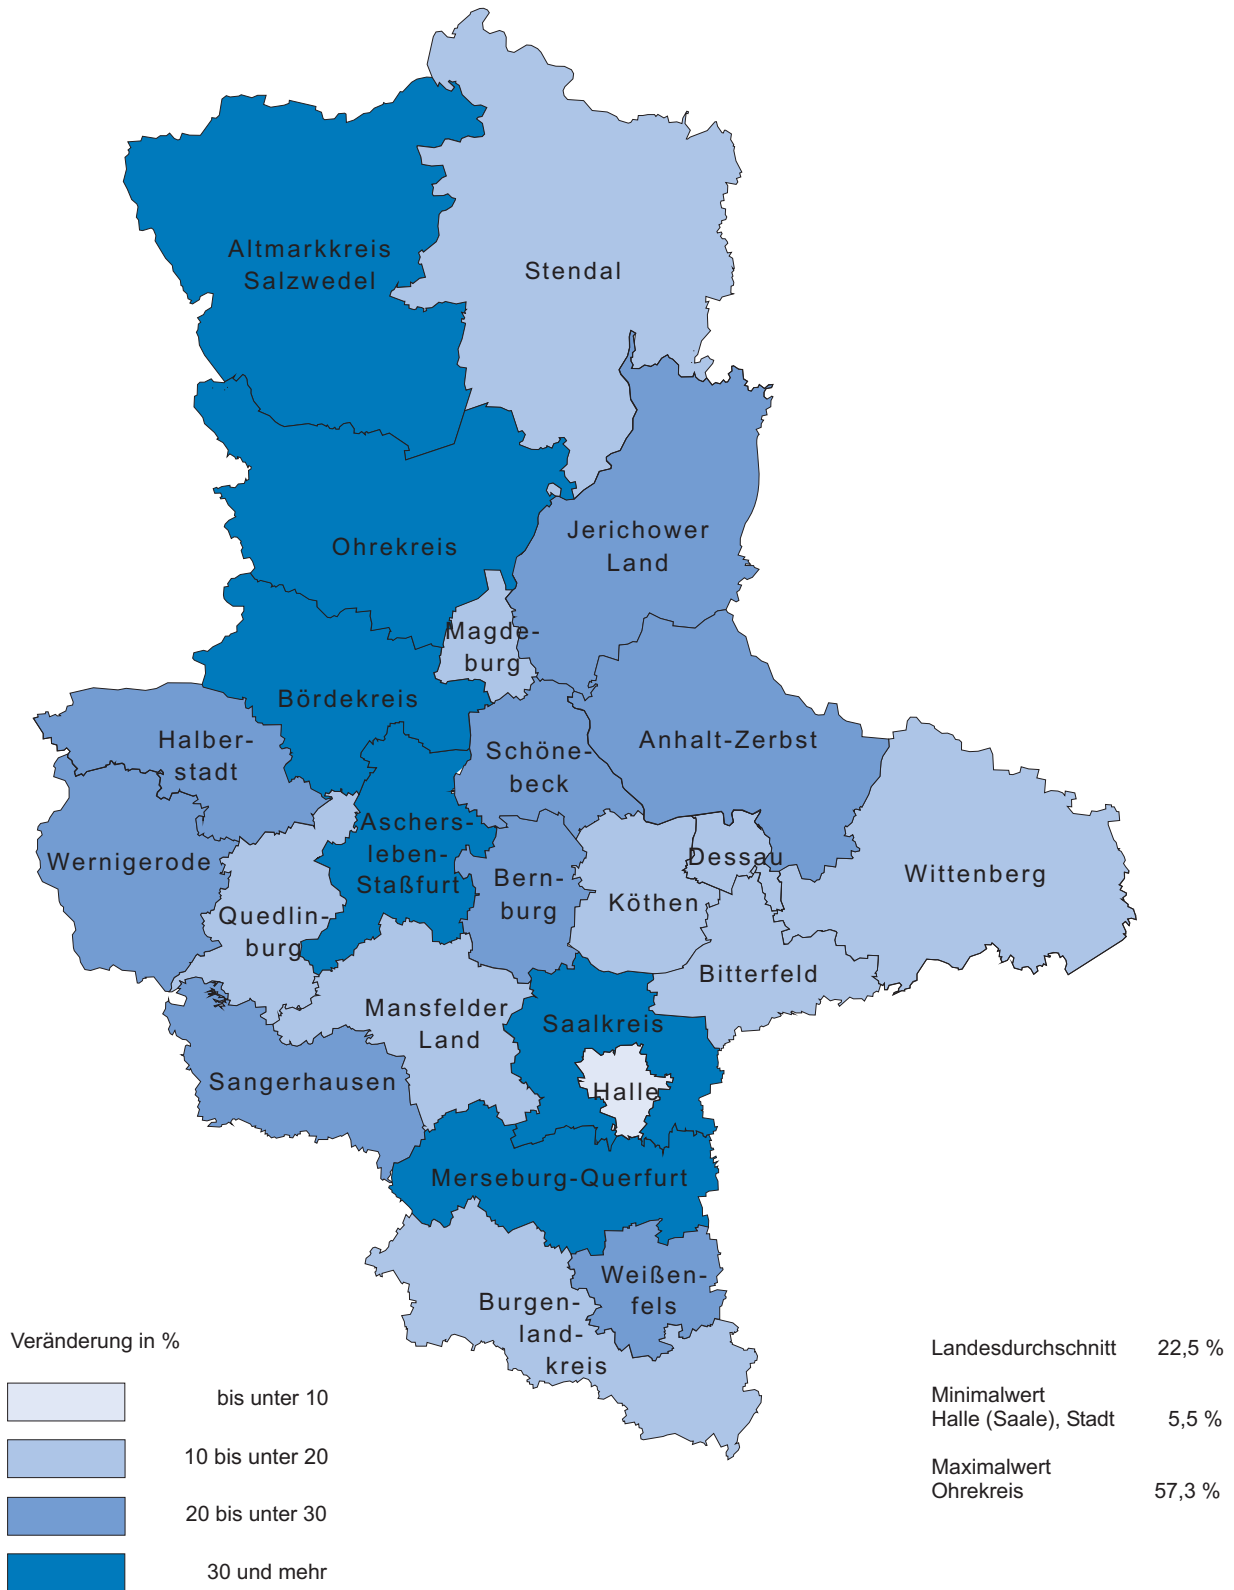 Altmarkkreis
Salzwedel
Stendal
Ohrekreis
Jerichower
Land
Magde-
burg
Bördekreis
Halber-
stadt
Schöne-
beck
Anhalt-Zerbst
Wernigerode
Aschers-
leben-
Staßfurt
Bern-
burg
Dessau
Köthen
Wittenberg
Quedlin-
burg
Bitterfeld
Mansfelder
Land
Saalkreis
Sangerhausen
Halle
Merseburg-Querfurt
Weißen-
fels
Burgen-
land-
kreis
Veränderung in %
bis unter 10
10 bis unter 20
20 bis unter 30
30 und mehr
Landesdurchschnitt 22,5 %
Minimalwert
Halle (Saale), Stadt 5,5 %
Maximalwert
Ohrekreis 57,3 %